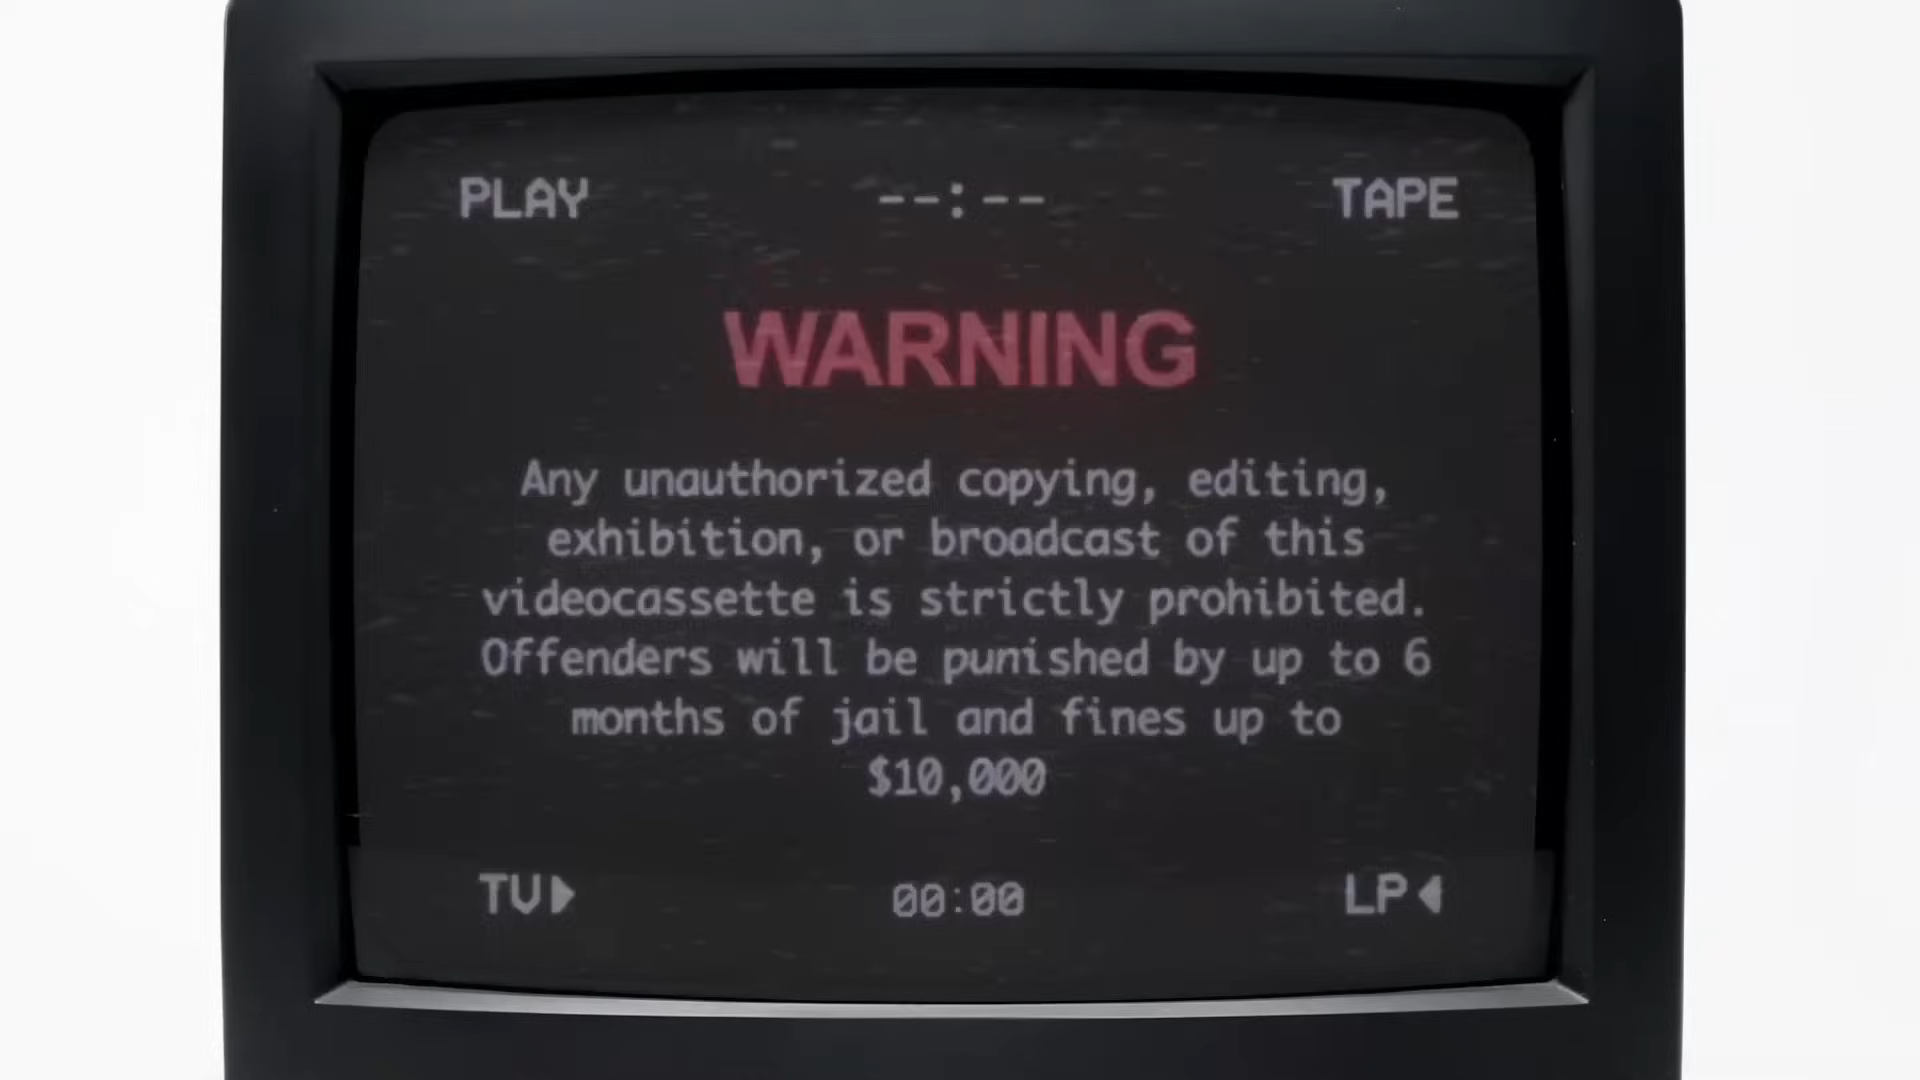 PLAY --:-- TAPE
WARNING
Any unauthorized copying, editing,
exhibition, or broadcast of this
videocassette is strictly prohibited.
Offenders will be punished by up to 6
months of jail and fines up to
$10,000
TV▶ 00:00 LP◀